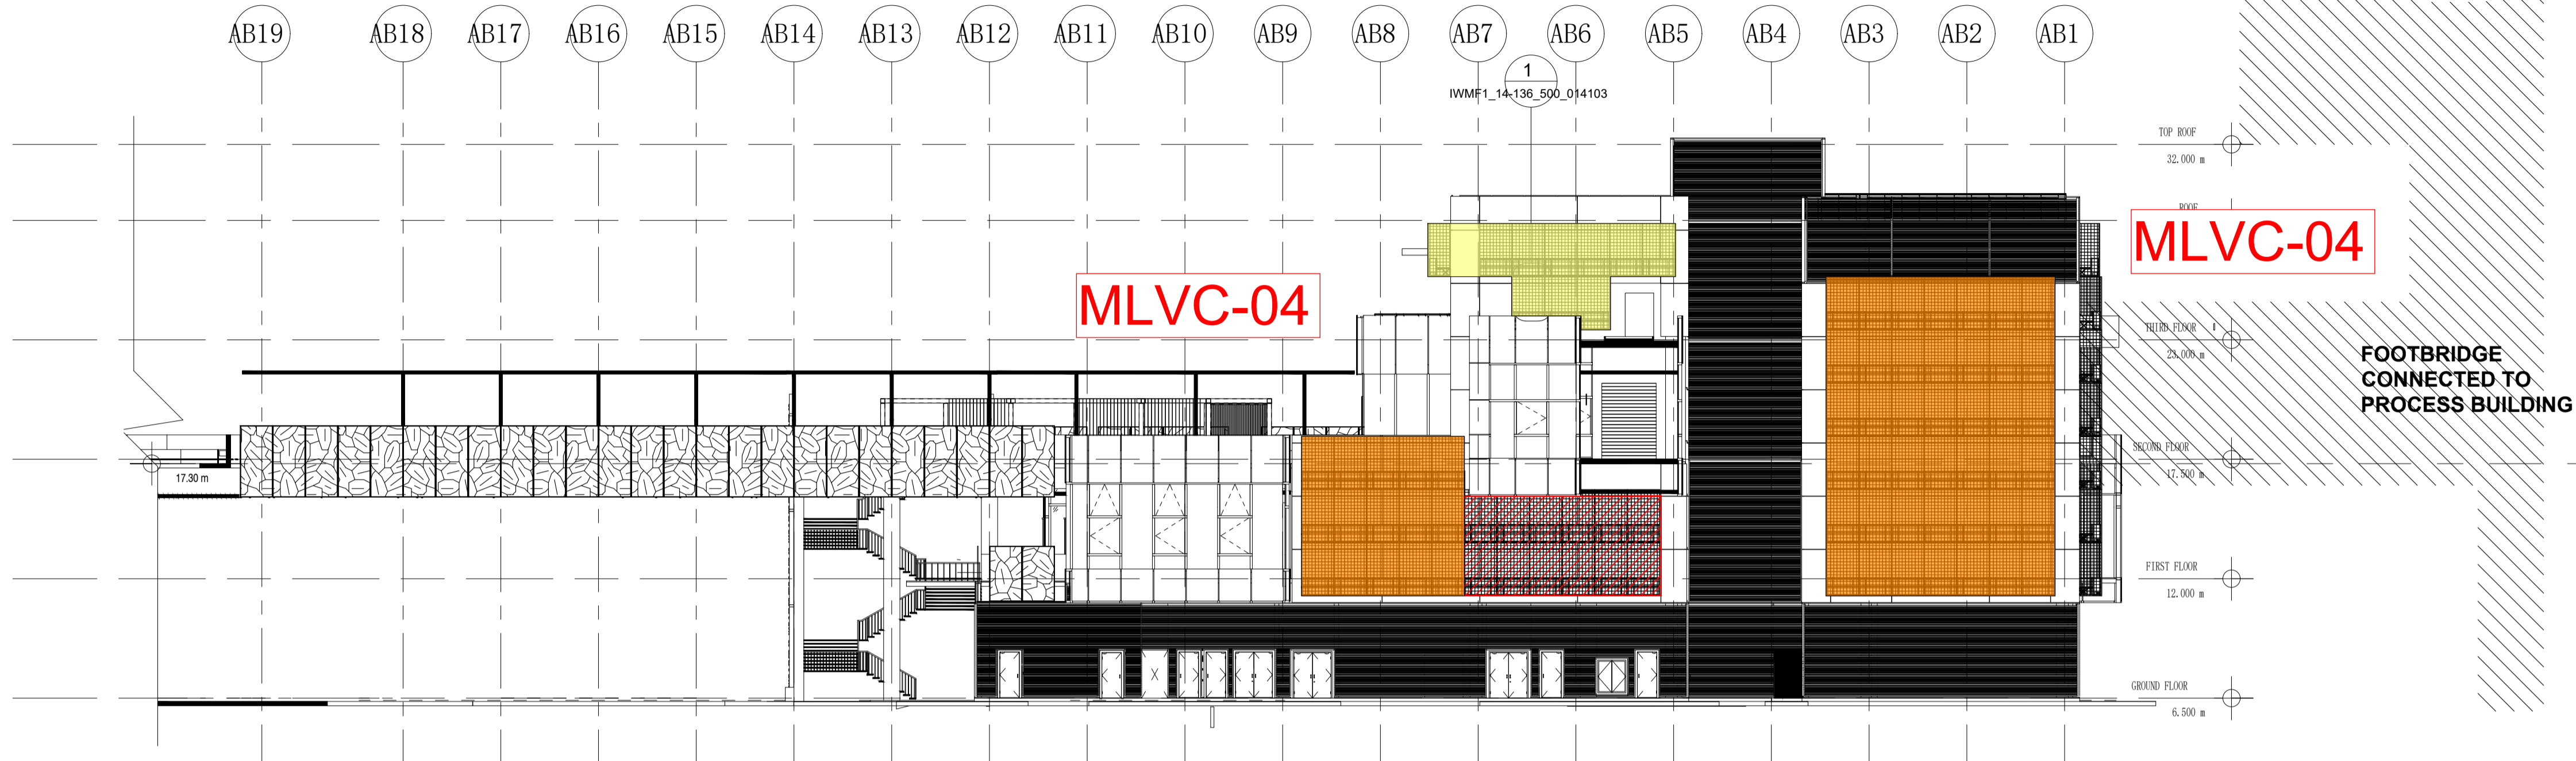 AB19 AB18 AB17 AB16 AB15 AB14 AB13 AB12 AB11 AB10 AB9 AB8 AB7 AB6 AB5 AB4 AB3 AB2 AB1
1
IWMF1_14-136_500_014103
TOP ROOF
32.000 m
ROOF
MLVC-04
MLVC-04
THIRD FLOOR
23.000 m
FOOTBRIDGE
CONNECTED TO
PROCESS BUILDING
SECOND FLOOR
17.500 m
17.30 m
FIRST FLOOR
12.000 m
GROUND FLOOR
6.500 m